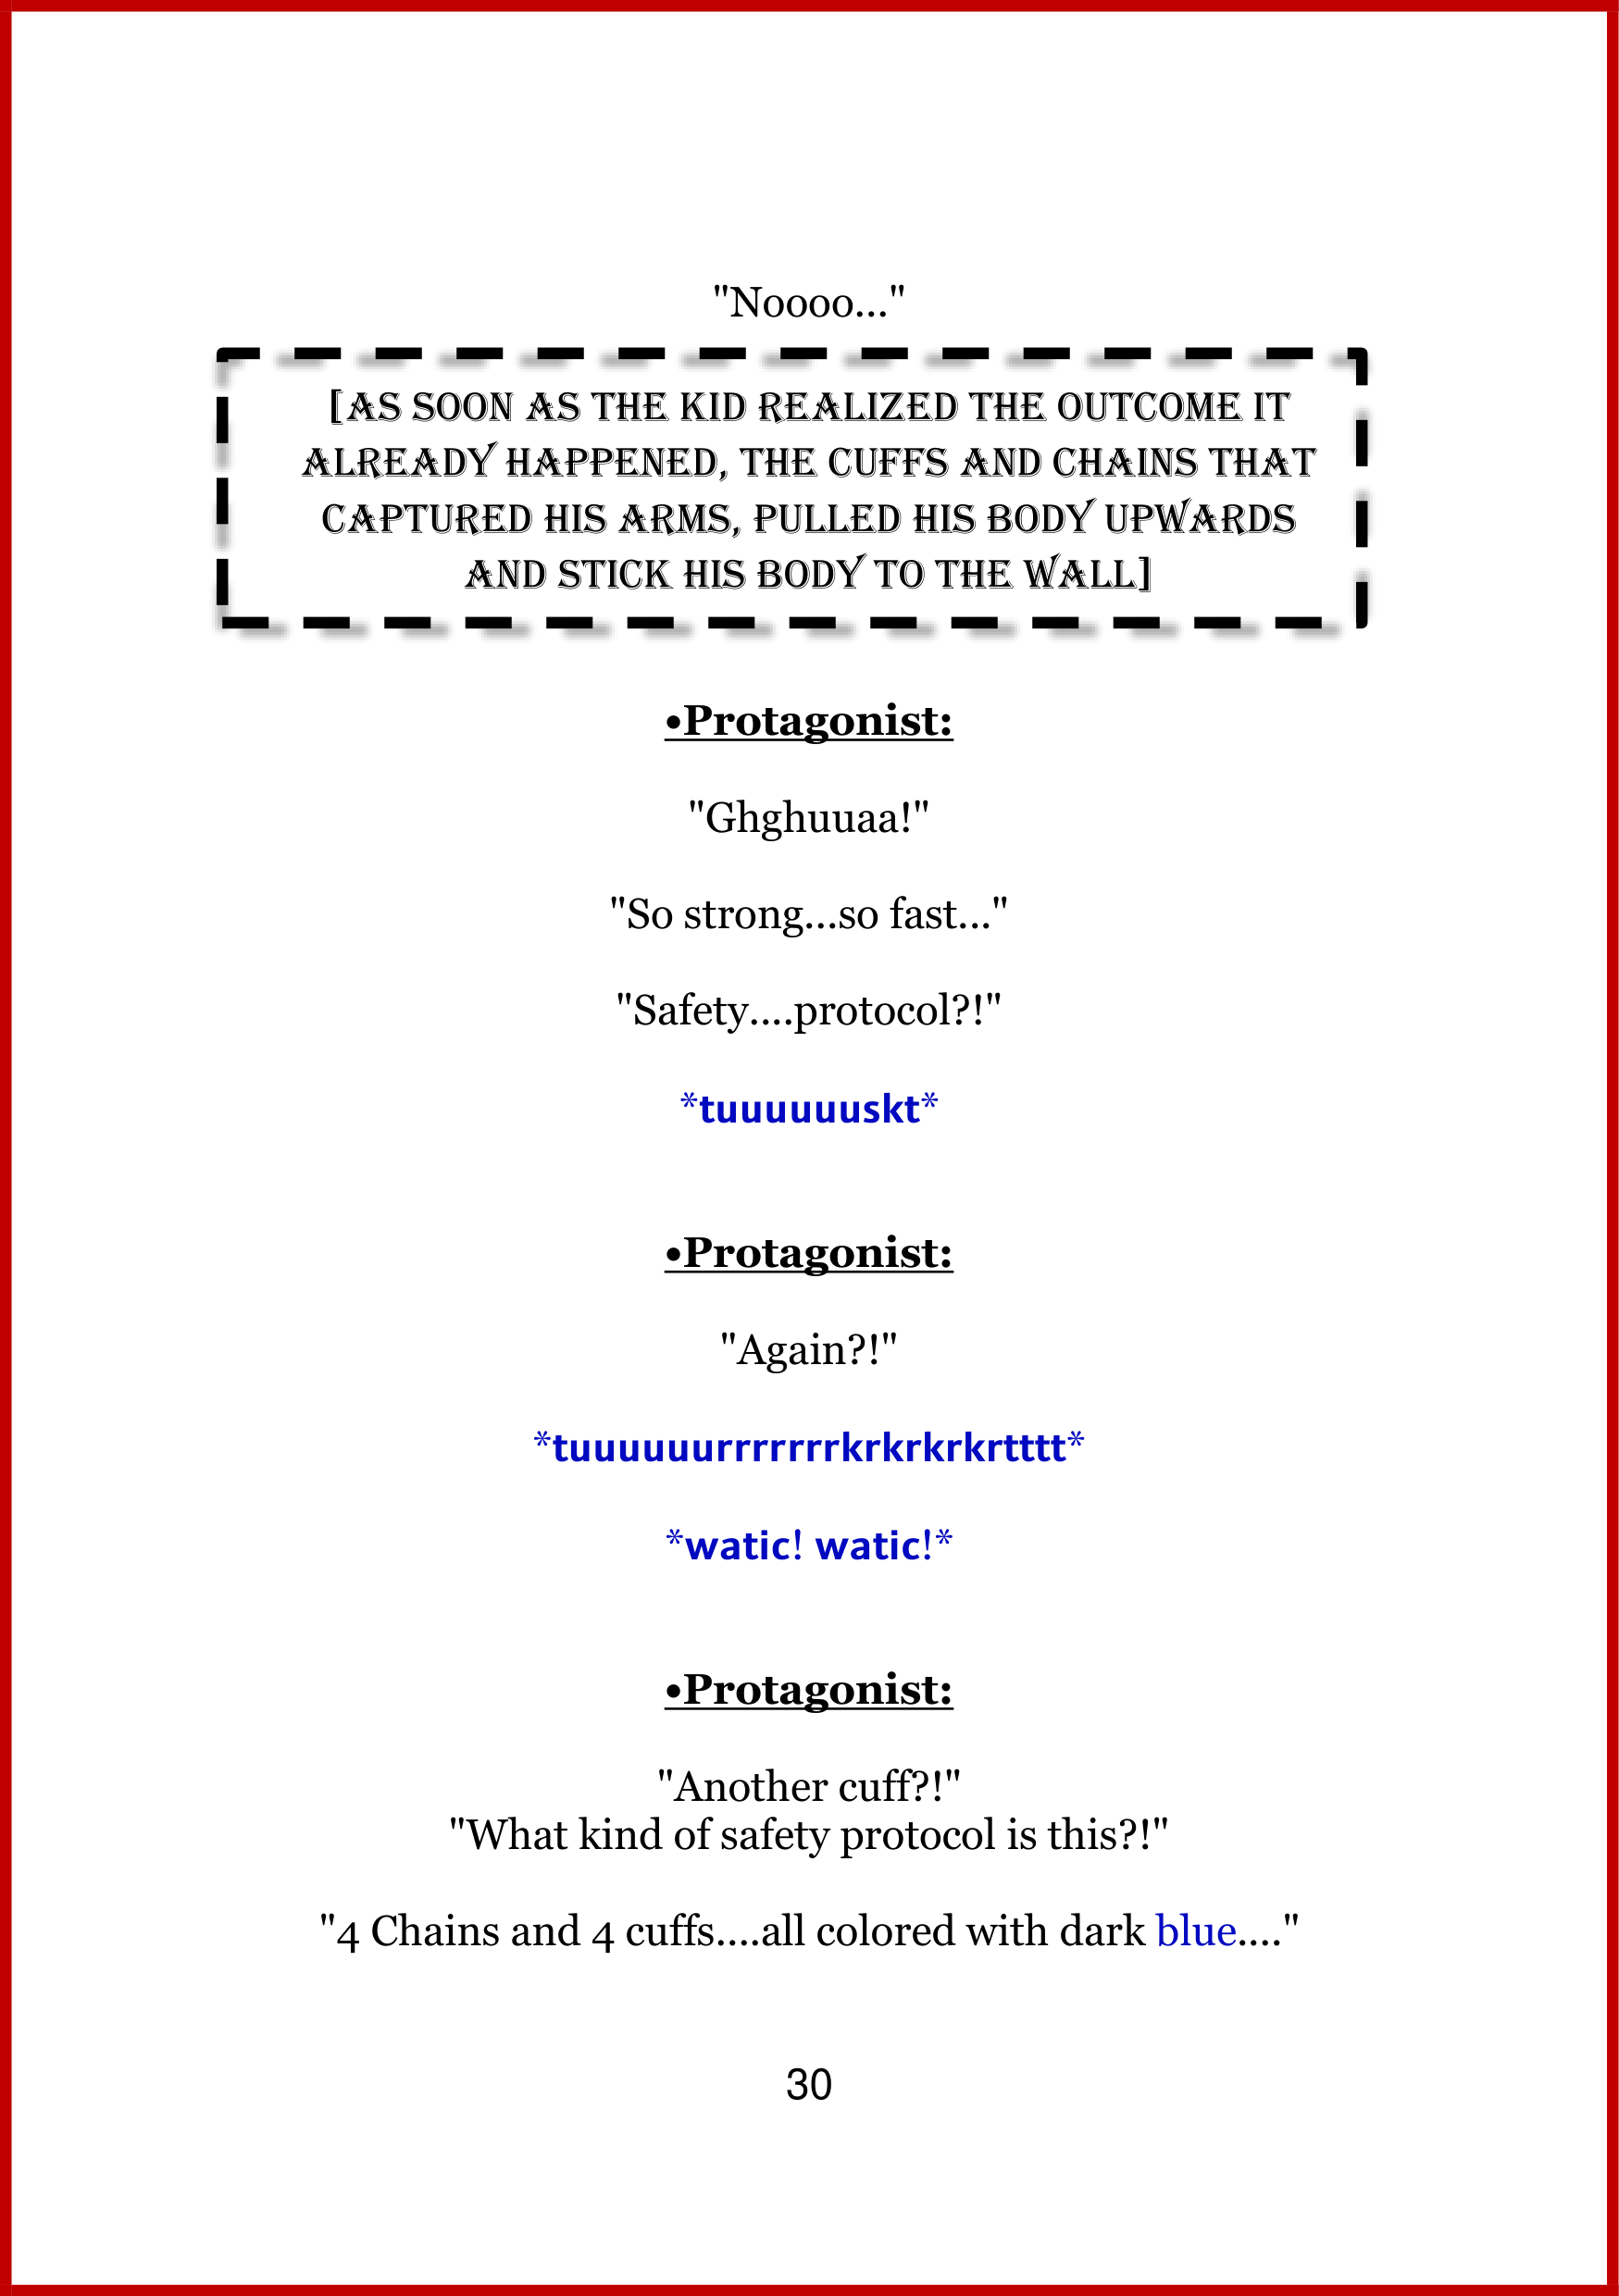 "Noooo..."
[AS SOON AS THE KID REALIZED THE OUTCOME IT
ALREADY HAPPENED, THE CUFFS AND CHAINS THAT
CAPTURED HIS ARMS, PULLED HIS BODY UPWARDS
AND STICK HIS BODY TO THE WALL]
•Protagonist:
"Ghghuuaa!"
"So strong...so fast..."
"Safety....protocol?!"
*tuuuuuuskt*
•Protagonist:
"Again?!"
*tuuuuuurrrrrrrkrkrkrkrtttt*
*watic! watic!*
•Protagonist:
"Another cuff?!"
"What kind of safety protocol is this?!"
"4 Chains and 4 cuffs....all colored with dark blue...."
30